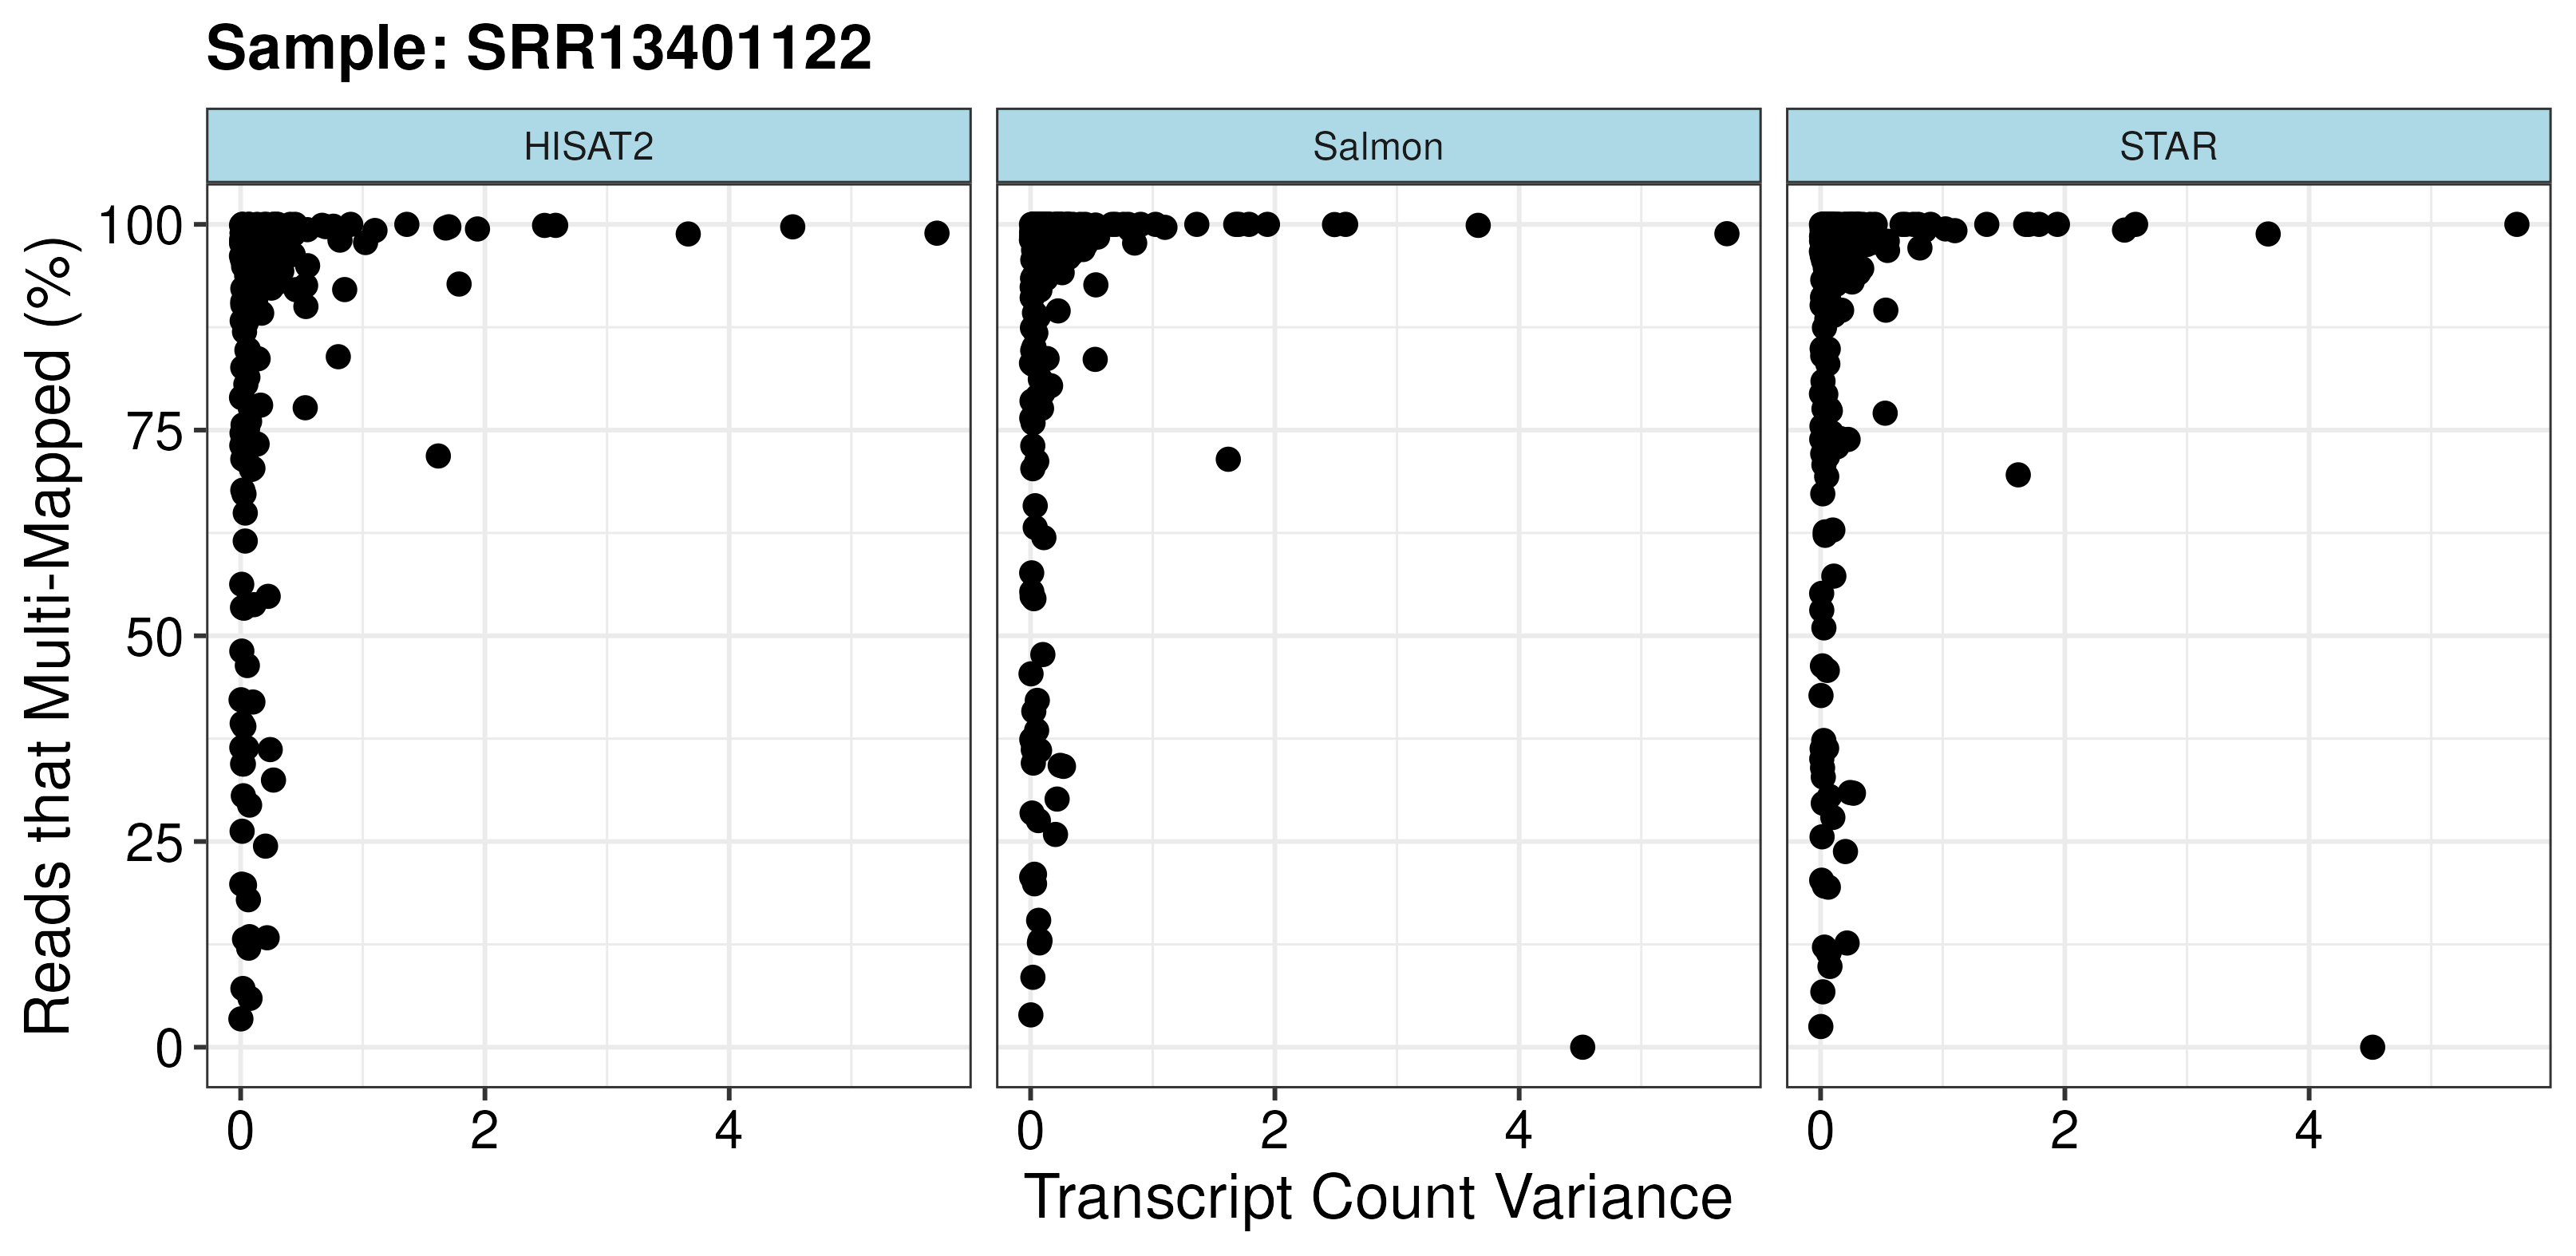 Sample: SRR13401122
HISAT2
Salmon
STAR
Reads that Multi-Mapped (%)
100
75
50
25
0
0 2 4
0 2 4
0 2 4
Transcript Count Variance